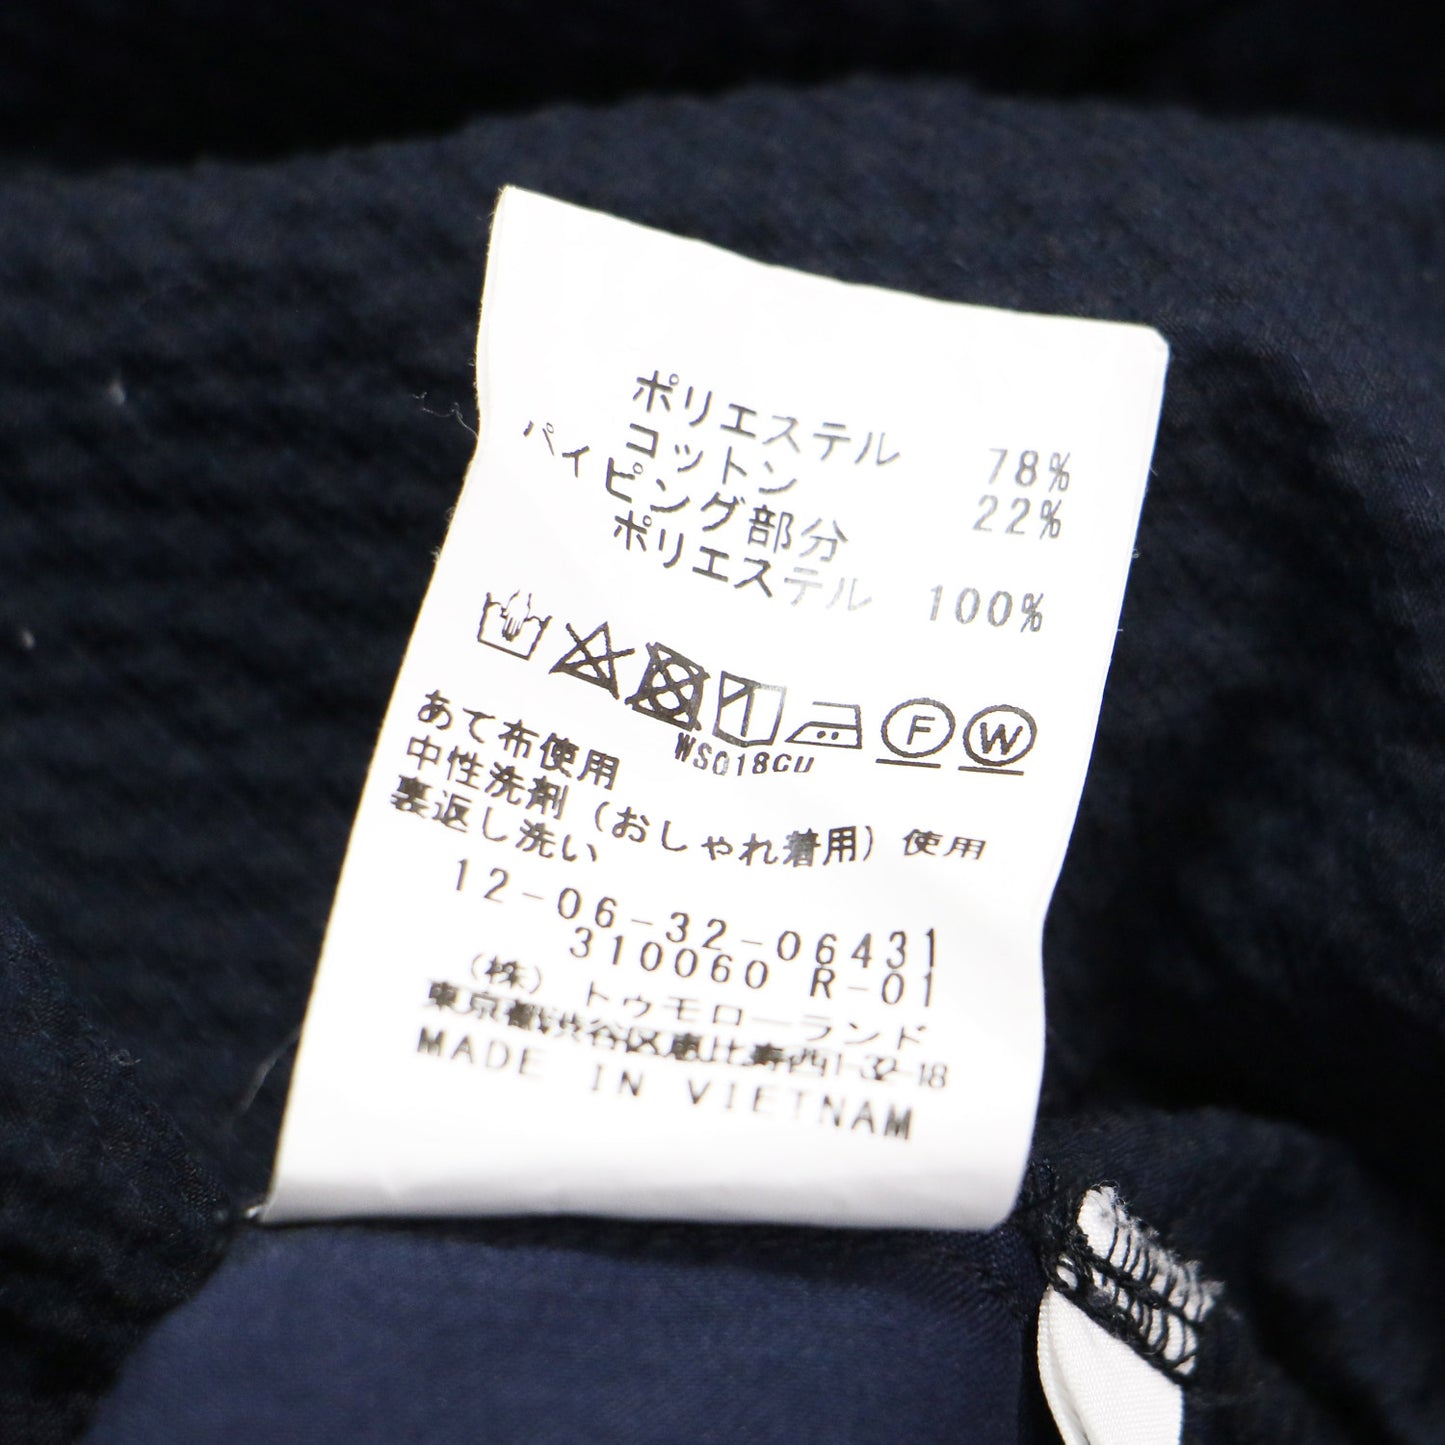 ポリエステル 78%
コットン 22%
パイピング部分
ポリエステル 100%
F W
WS018CU
あて布使用
中性洗剤(おしゃれ着用)使用
裏返し洗い
12-06-32-06431
310060 R-01
(株)トゥモローランド
東京都渋谷区恵比寿西1-32-18
MADE IN VIETNAM